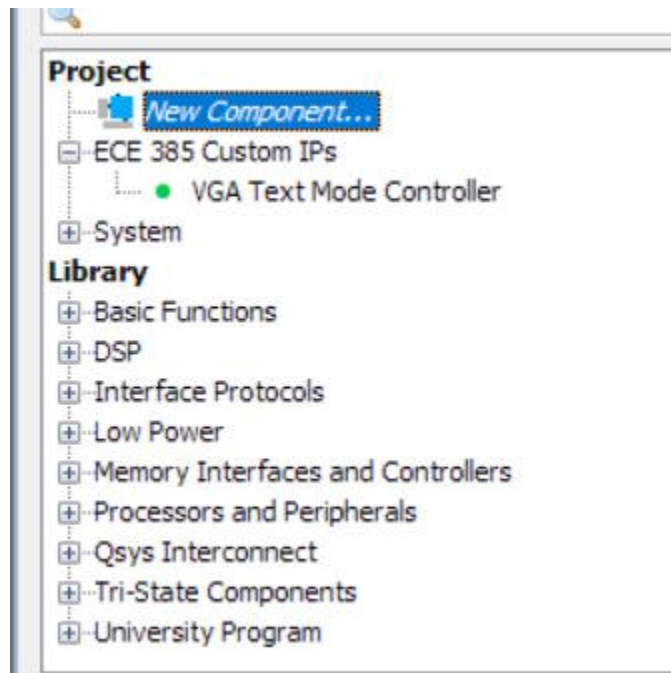 Project
New Component...
ECE 385 Custom IPs
VGA Text Mode Controller
System
Library
Basic Functions
DSP
Interface Protocols
Low Power
Memory Interfaces and Controllers
Processors and Peripherals
Qsys Interconnect
Tri-State Components
University Program